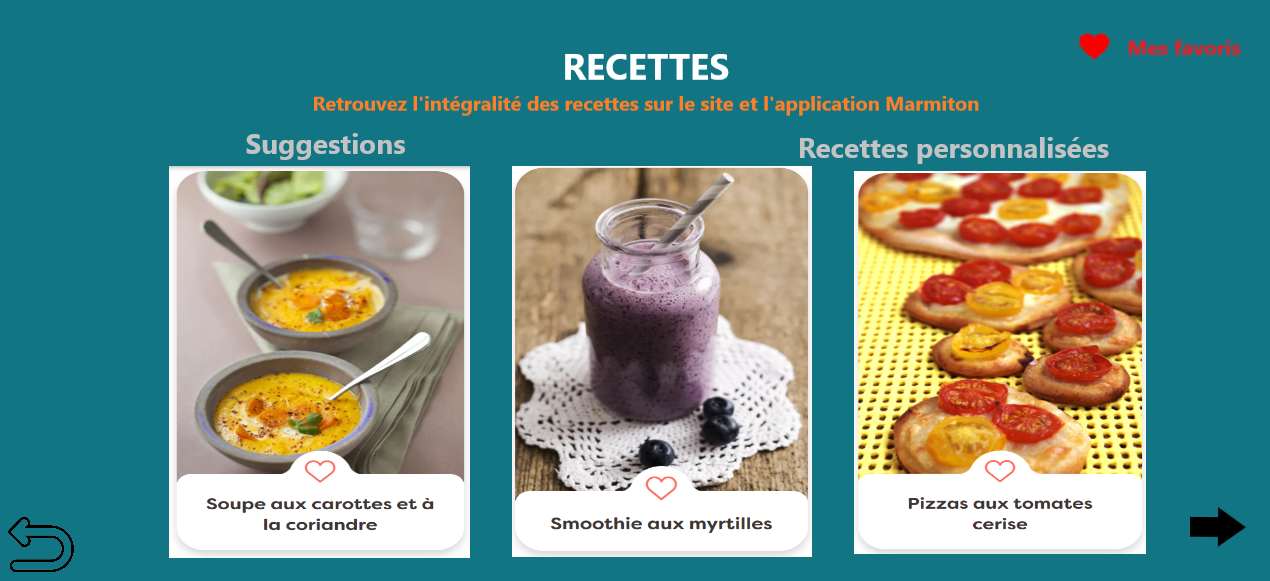 Mes favoris
RECETTES
Retrouvez l'intégralité des recettes sur le site et l'application Marmiton
Suggestions
Recettes personnalisées
Soupe aux carottes et à
la coriandre
Smoothie aux myrtilles
Pizzas aux tomates
cerise